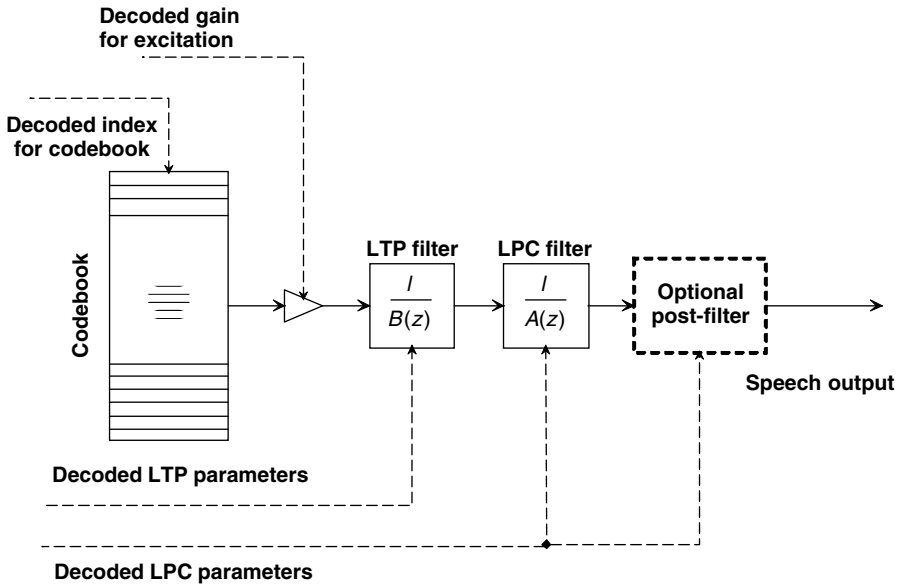 Decoded gain
for excitation
Decoded index
for codebook
Codebook
LTP filter
LPC filter
I
B(z)
I
A(z)
Optional
post-filter
Speech output
Decoded LTP parameters
Decoded LPC parameters